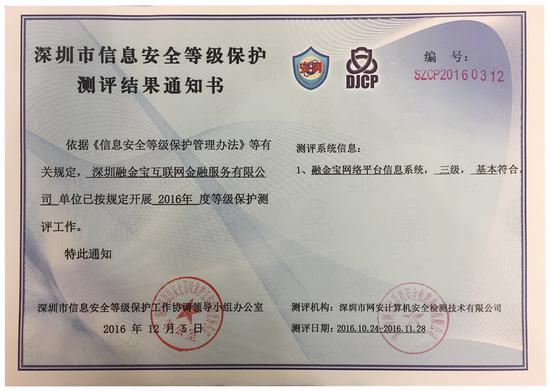 深圳市信息安全等级保护
测评结果通知书
DJCP
编号：
SZCP20160312
依据《信息安全等级保护管理办法》等有
关规定，深圳融金宝互联网金融服务有限公
司 单位已按规定开展 2016年 度等级保护测
评工作。
特此通知
深圳市信息安全等级保护工作协调领导小组办公室
2016 年 12 月 5 日
测评系统信息：
1、融金宝网络平台信息系统，三级，基本符合。
测评机构：深圳市网安计算机安全检测技术有限公司
测评日期：2016.10.24-2016.11.28